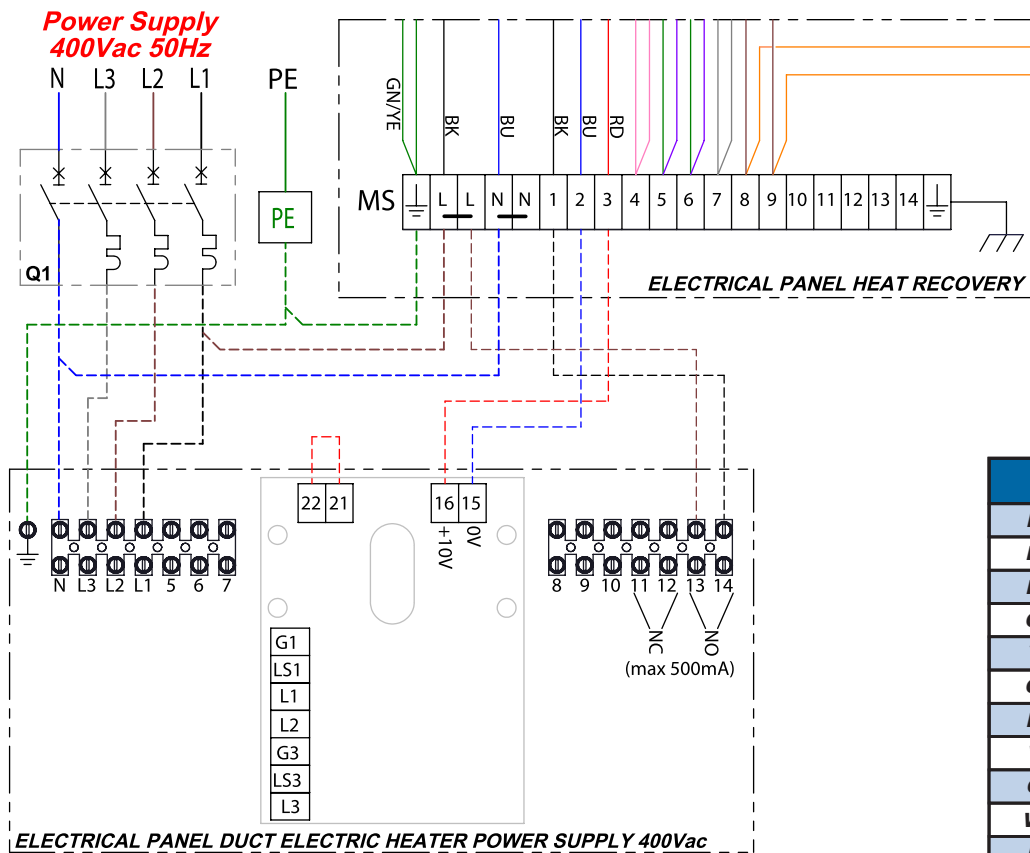 Power Supply
400Vac 50Hz
N L3 L2 L1 PE
GN/YE BK BU BK BU RD
MS L L N N 1 2 3 4 5 6 7 8 9 10 11 12 13 14
PE
Q1
ELECTRICAL PANEL HEAT RECOVERY
22 21 16 15
+10V 0V
N L3 L2 L1 5 6 7 8 9 10 11 12 13 14
NC NO
(max 500mA)
G1
LS1
L1
L2
G3
LS3
L3
ELECTRICAL PANEL DUCT ELECTRIC HEATER POWER SUPPLY 400Vac